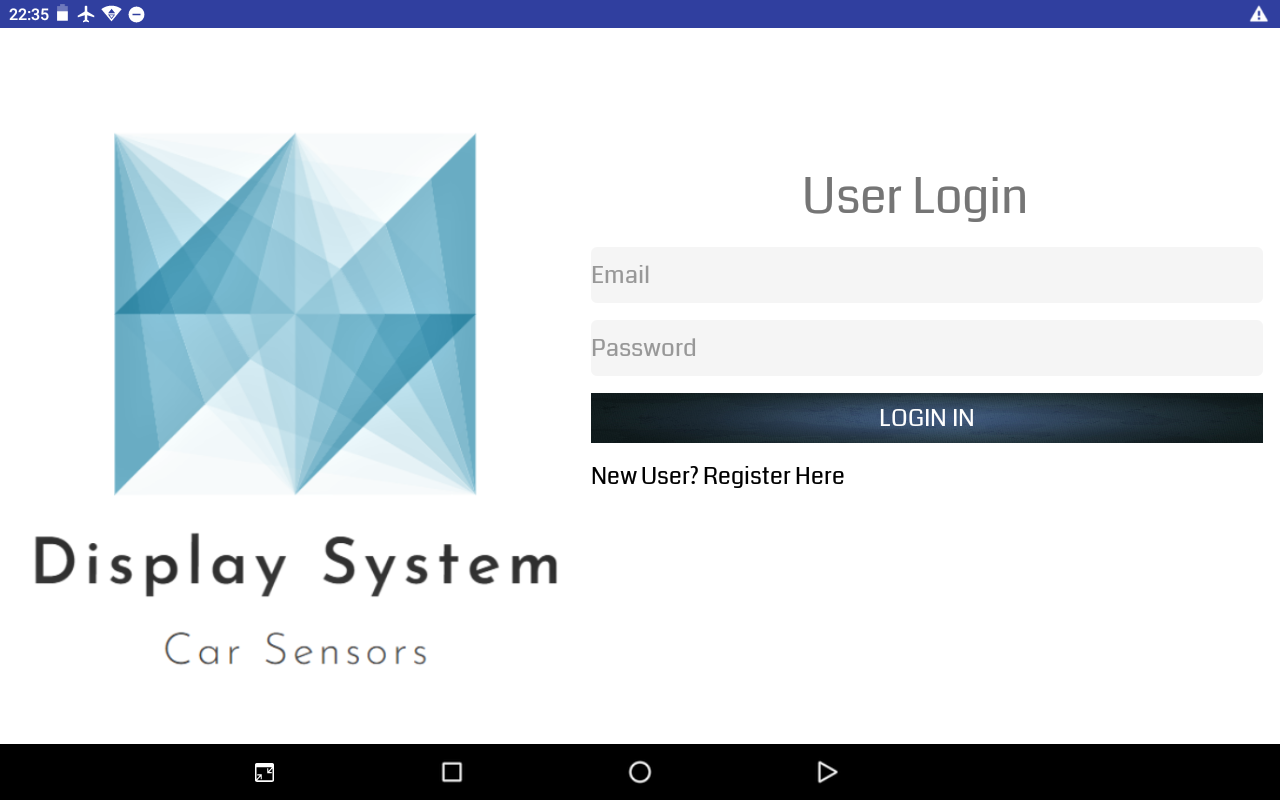 22:35
User Login
Email
Password
LOGIN IN
New User? Register Here
Display System
Car Sensors